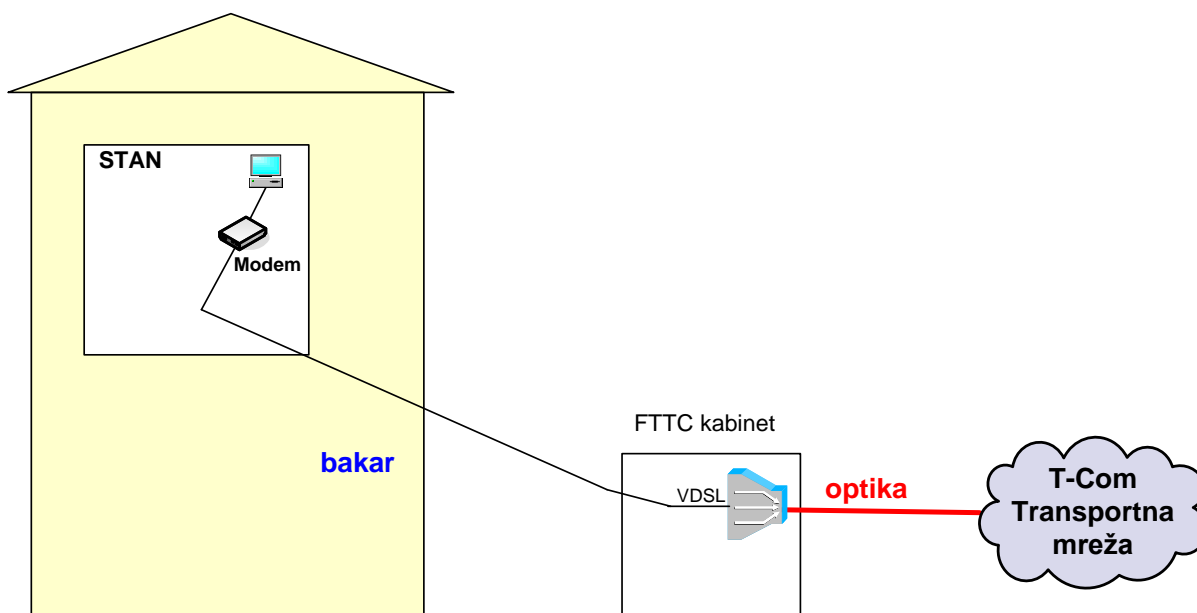 STAN
Modem
bakar
FTTC kabinet
VDSL
optika
T-Com
Transportna
mreža